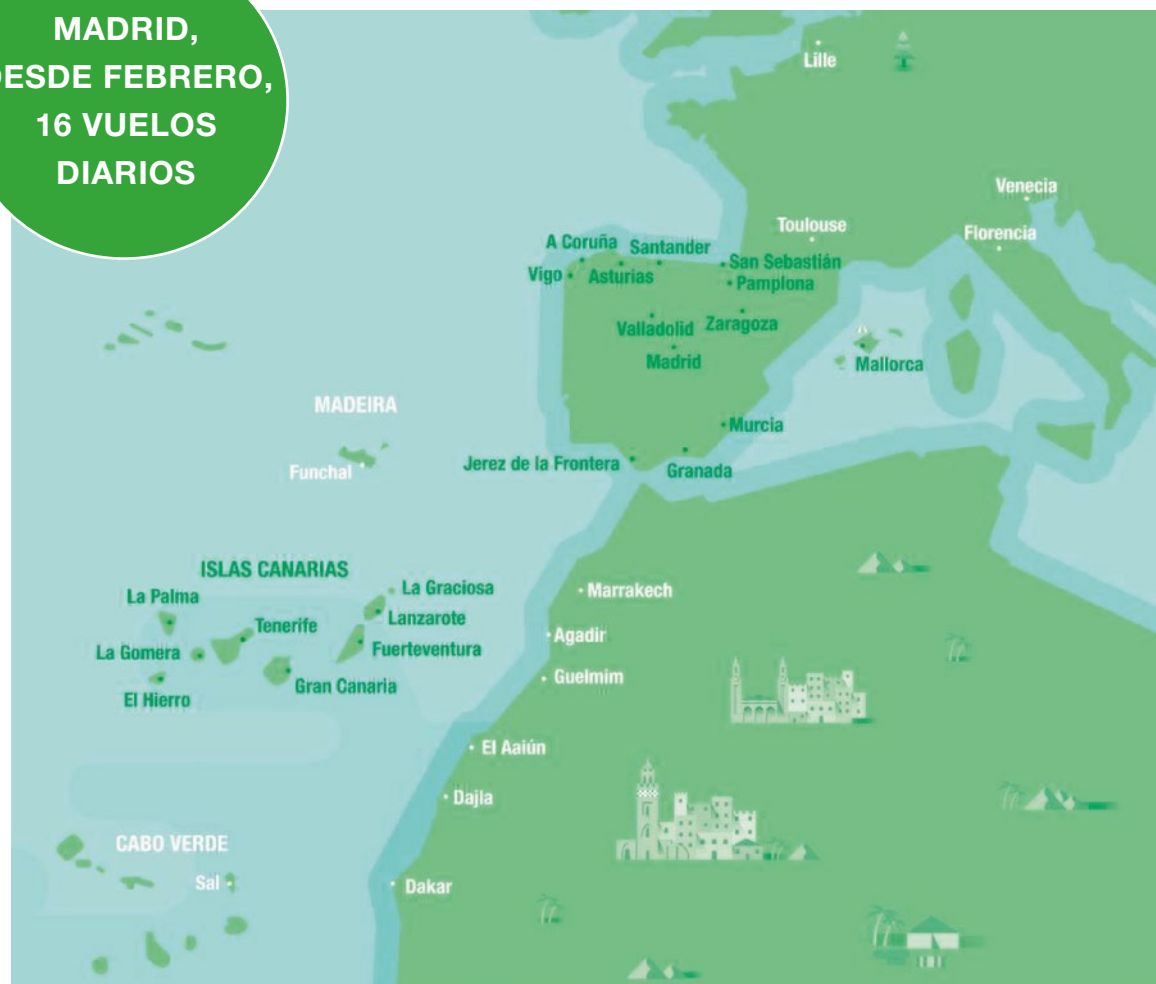 MADRID,
DESDE FEBRERO,
16 VUELOS
DIARIOS
Lille
Venecia
Toulouse
Florencia
A Coruña
Santander
San Sebastián
Vigo
Asturias
Pamplona
Valladolid
Zaragoza
Madrid
Mallorca
MADEIRA
Murcia
Funchal
Jerez de la Frontera
Granada
ISLAS CANARIAS
La Graciosa
La Palma
Lanzarote
Tenerife
La Gomera
Fuerteventura
Gran Canaria
El Hierro
Marrakech
Agadir
Guelmim
El Aaiún
Dajla
CABO VERDE
Sal
Dakar